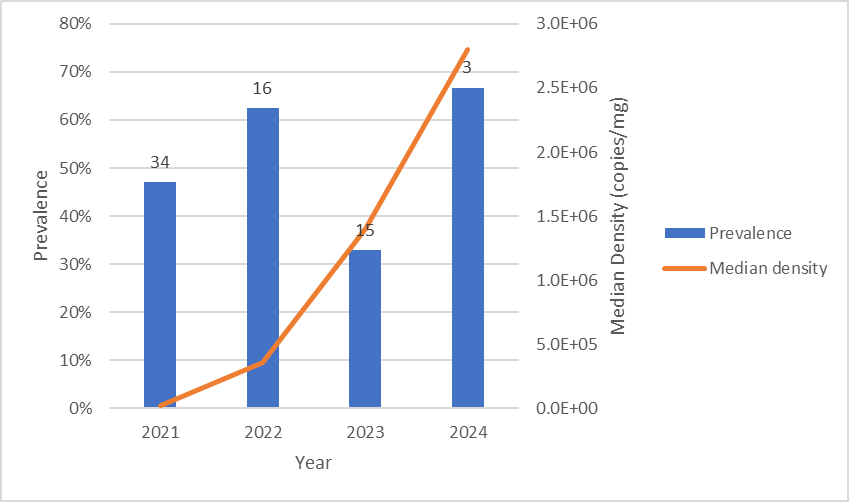 80%
70%
60%
50%
40%
30%
20%
10%
0%
Prevalence
34
16
15
3
3.0E+06
2.5E+06
2.0E+06
1.5E+06
1.0E+06
5.0E+05
0.0E+00
Median Density (copies/mg)
2021 2022 2023 2024
Year
Prevalence
Median density